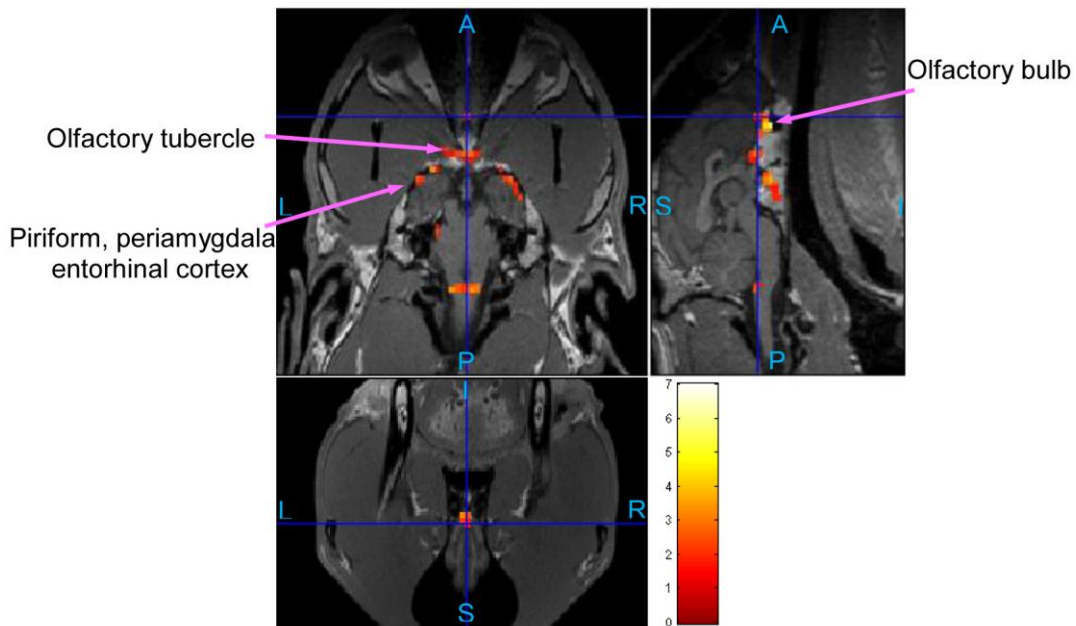 A
A
Olfactory bulb
Olfactory tubercle
L
R
S
Piriform, periamygdala
entorhinal cortex
P
P
I
7
6
5
4
3
2
1
0
L
R
S